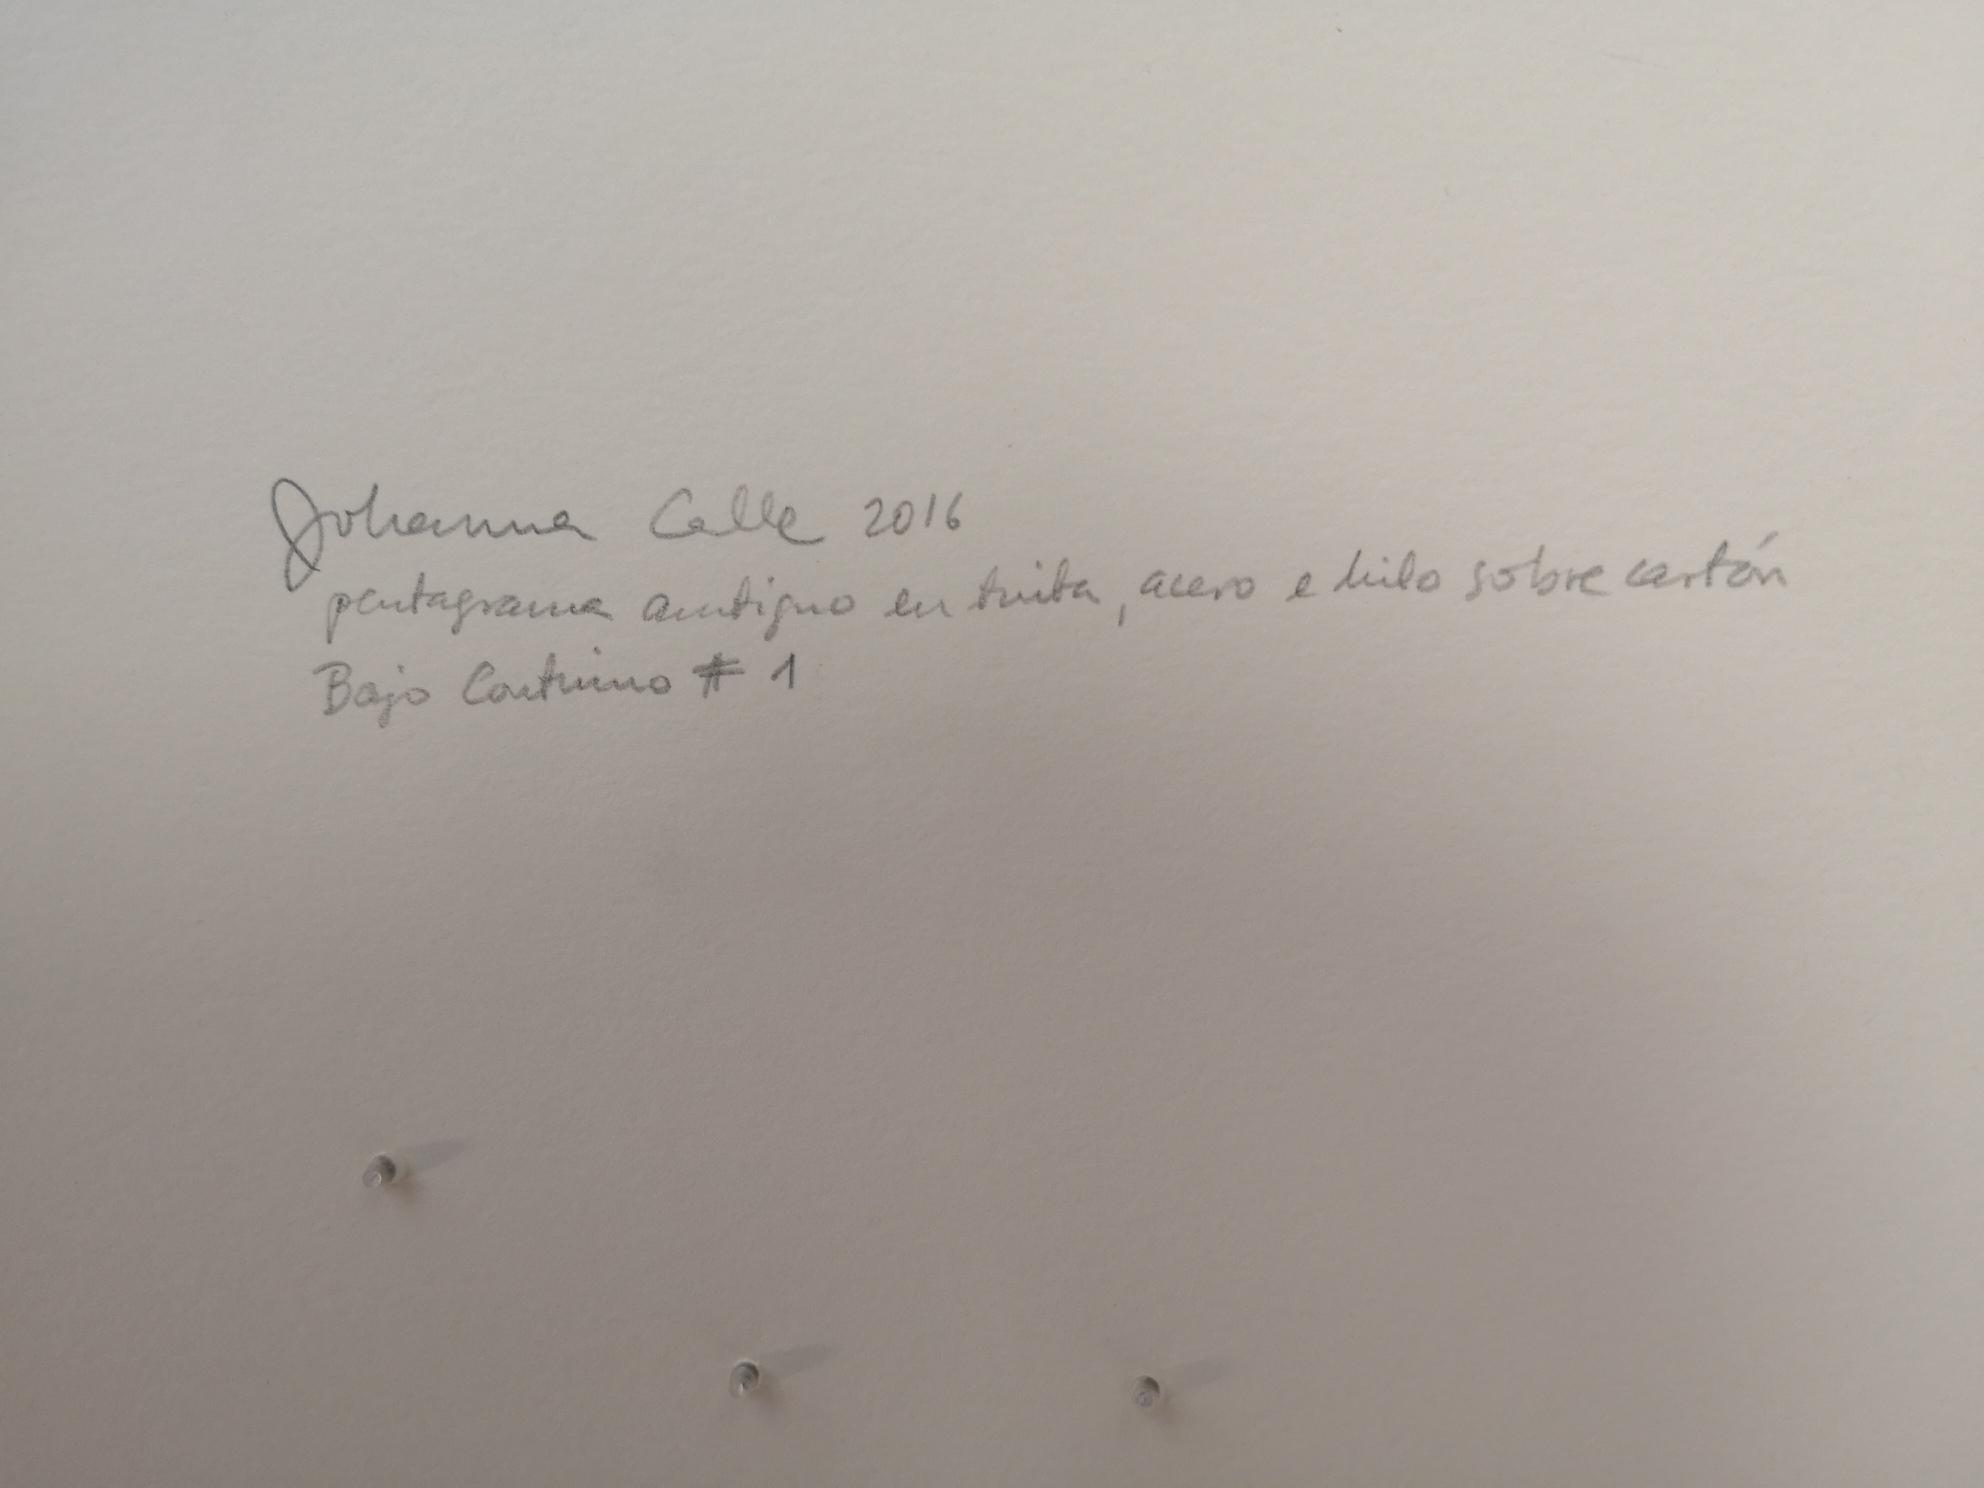 Johanna Calle 2016
pentagrama antiguo en tinta, acero e hilo sobre cartón
Bajo Continuo # 1